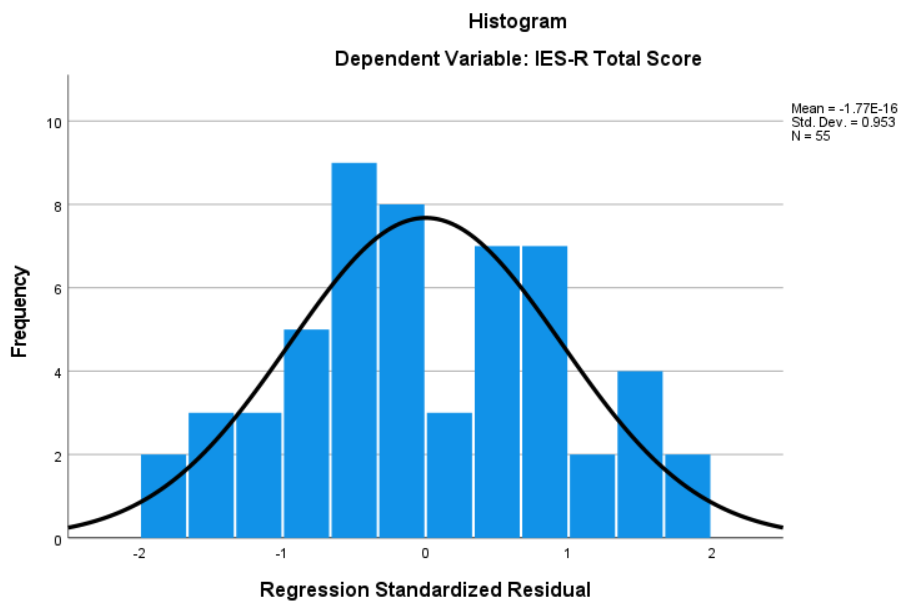 Histogram
Dependent Variable: IES-R Total Score
Mean = -1.77E-16
Std. Dev. = 0.953
N = 55
10
8
6
4
2
0
Frequency
-2
-1
0
1
2
Regression Standardized Residual